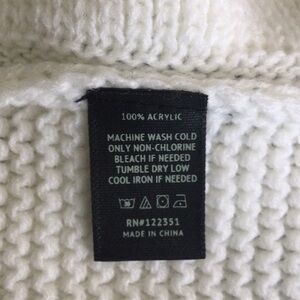 100% ACRYLIC
MACHINE WASH COLD
ONLY NON-CHLORINE
BLEACH IF NEEDED
TUMBLE DRY LOW
COOL IRON IF NEEDED
RN#122351
MADE IN CHINA